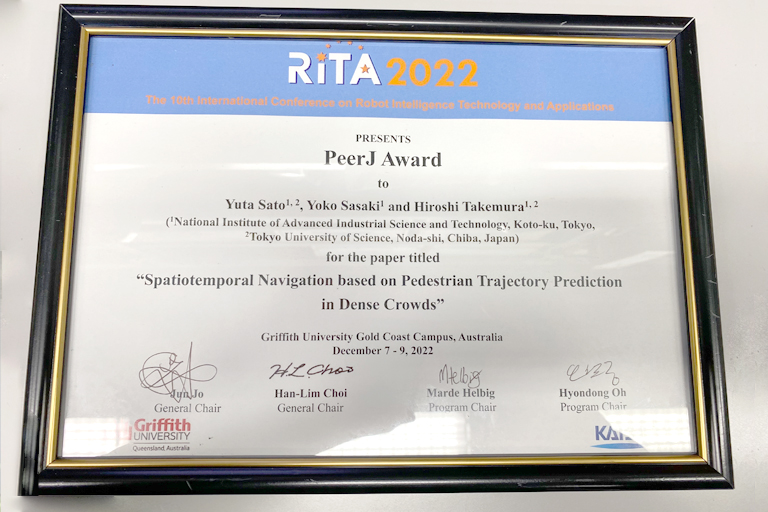 RiTA 2022
The 10th International Conference on Robot Intelligence Technology and Applications
PRESENTS
PeerJ Award
to
Yuta Sato1, 2, Yoko Sasaki1 and Hiroshi Takemura1, 2
(1National Institute of Advanced Industrial Science and Technology, Koto-ku, Tokyo,
2Tokyo University of Science, Noda-shi, Chiba, Japan)
for the paper titled
“Spatiotemporal Navigation based on Pedestrian Trajectory Prediction
in Dense Crowds”
Griffith University Gold Coast Campus, Australia
December 7 - 9, 2022
H L Choi
MHelbig
Jun Jo Han-Lim Choi Marde Helbig Hyondong Oh
General Chair General Chair Program Chair Program Chair
Griffith
UNIVERSITY
Queensland, Australia